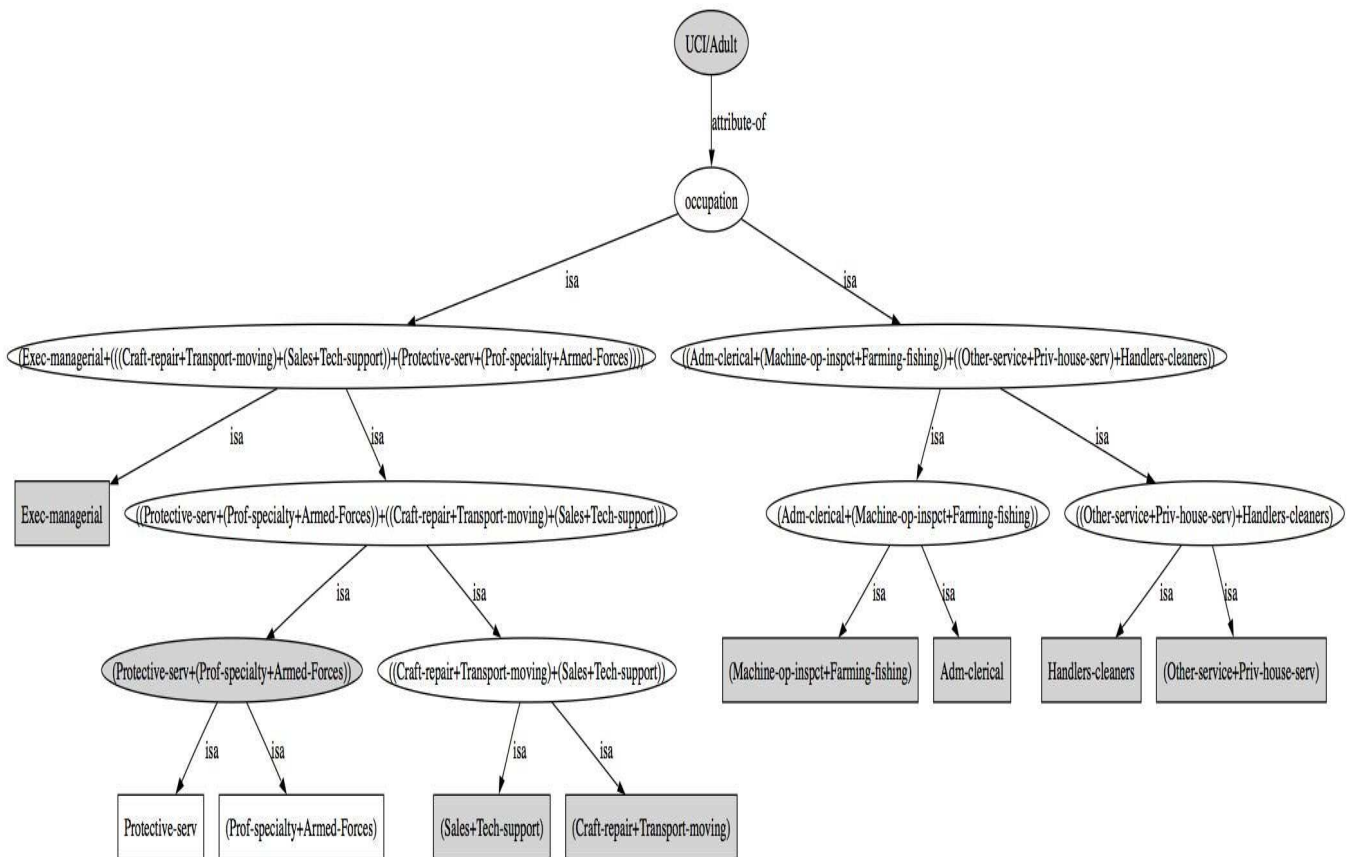 UCI/Adult
attribute-of
occupation
isa
isa
(Exec-managerial+(((Craft-repair+Transport-moving)+(Sales+Tech-support))+(Protective-serv+(Prof-specialty+Armed-Forces))))
((Adm-clerical+(Machine-op-inspct+Farming-fishing))+((Other-service+Priv-house-serv)+Handlers-cleaners))
isa
isa
isa
isa
Exec-managerial
((Protective-serv+(Prof-specialty+Armed-Forces))+((Craft-repair+Transport-moving)+(Sales+Tech-support)))
(Adm-clerical+(Machine-op-inspct+Farming-fishing))
((Other-service+Priv-house-serv)+Handlers-cleaners)
isa
isa
isa
isa
isa
isa
(Protective-serv+(Prof-specialty+Armed-Forces))
((Craft-repair+Transport-moving)+(Sales+Tech-support))
(Machine-op-inspct+Farming-fishing)
Adm-clerical
Handlers-cleaners
(Other-service+Priv-house-serv)
isa
isa
isa
isa
Protective-serv
(Prof-specialty+Armed-Forces)
(Sales+Tech-support)
(Craft-repair+Transport-moving)